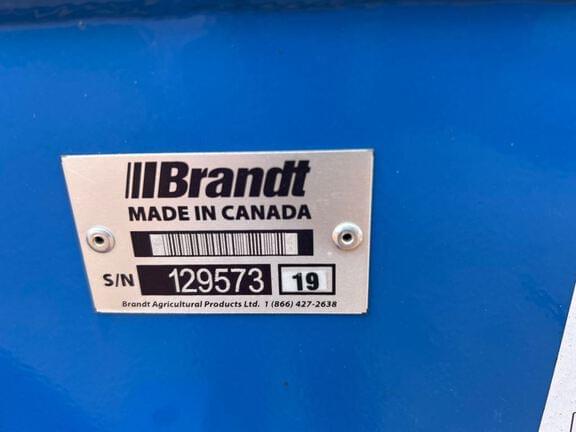 Brandt
MADE IN CANADA
S/N 129573 19
Brandt Agricultural Products Ltd. 1 (866) 427-2638